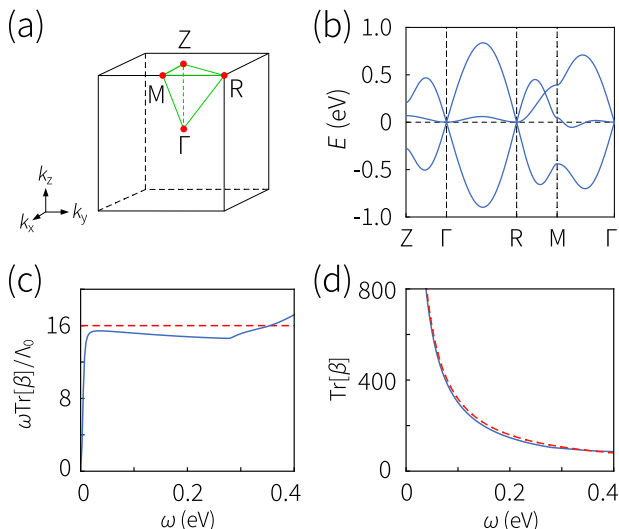 (a)
Z
M
R
Γ
k_z
k_x
k_y
(b)
E (eV)
1.0
0.5
0
-0.5
-1.0
Z Γ R M Γ
(c)
ωTr[β]/Λ₀
16
8
0
0 0.2 0.4
ω (eV)
(d)
Tr[β]
800
400
0
0 0.2 0.4
ω (eV)